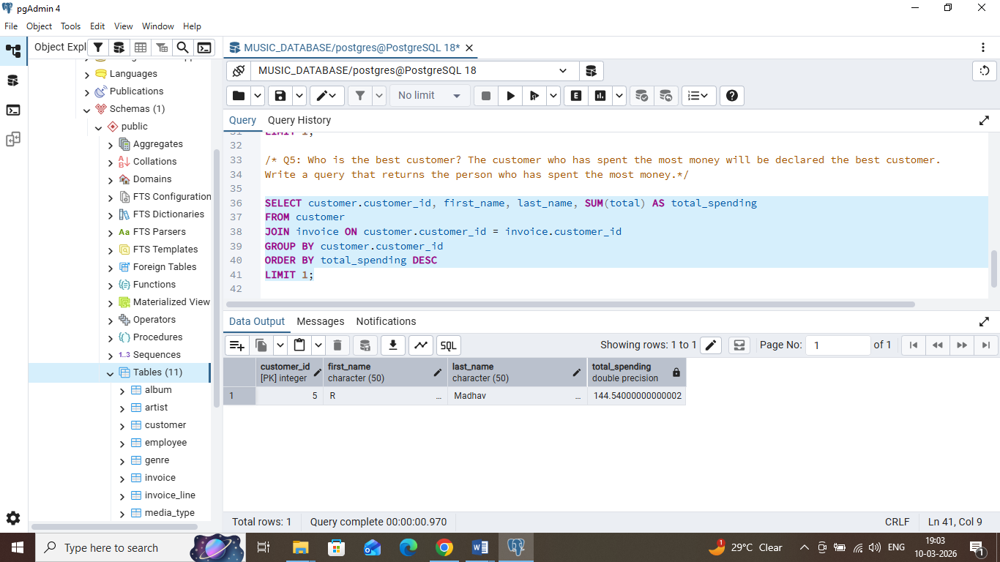 pgAdmin 4
File Object Tools Edit View Window Help
Object Expl
MUSIC_DATABASE/postgres@PostgreSQL 18*
MUSIC_DATABASE/postgres@PostgreSQL 18
No limit
E
Query Query History
Languages
Publications
Schemas (1)
public
Aggregates
Collations
Domains
FTS Configuration
FTS Dictionaries
Aa FTS Parsers
FTS Templates
Foreign Tables
Functions
Materialized View
Operators
Procedures
1..3 Sequences
Tables (11)
album
artist
customer
employee
genre
invoice
invoice_line
media_type
31 LIMIT 1;
32
33 /* Q5: Who is the best customer? The customer who has spent the most money will be declared the best customer.
34 Write a query that returns the person who has spent the most money.*/
35
36 SELECT customer.customer_id, first_name, last_name, SUM(total) AS total_spending
37 FROM customer
38 JOIN invoice ON customer.customer_id = invoice.customer_id
39 GROUP BY customer.customer_id
40 ORDER BY total_spending DESC
41 LIMIT 1;
42
Data Output Messages Notifications
SQL Showing rows: 1 to 1 Page No: 1 of 1
customer_id first_name last_name total_spending
[PK] integer character (50) character (50) double precision
1 5 R ... Madhav ... 144.54000000000002
Total rows: 1 Query complete 00:00:00.970 CRLF Ln 41, Col 9
Type here to search
1 29°C Clear ENG
19:03
10-03-2026
1